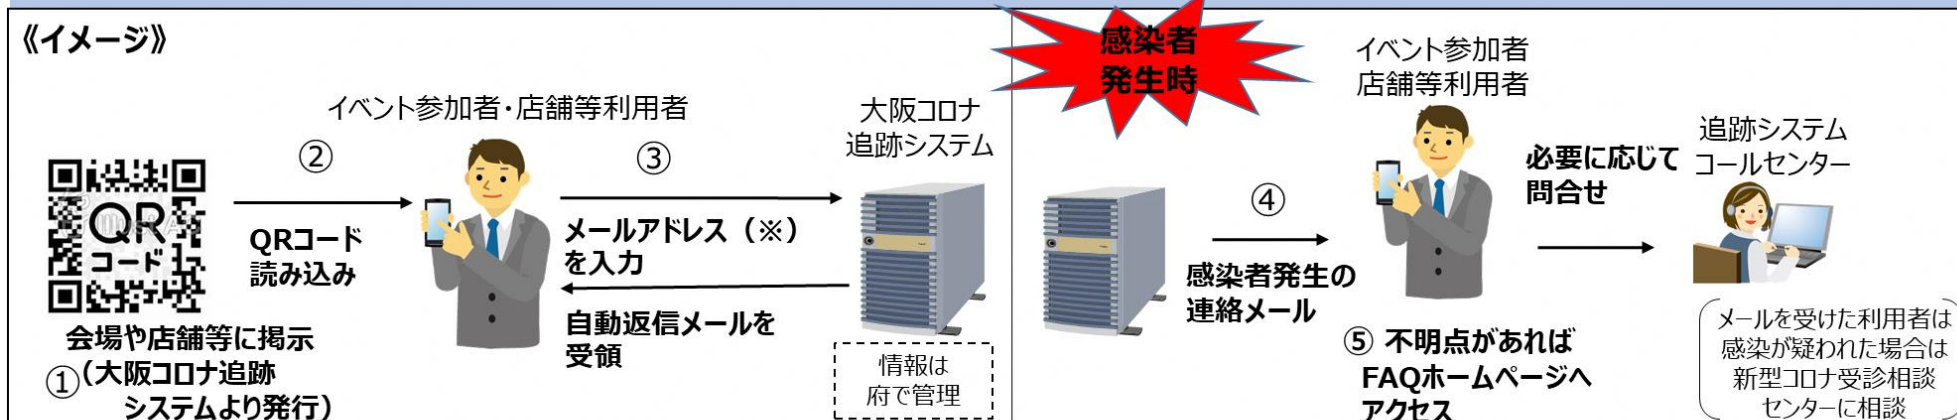 《イメージ》
イベント参加者・店舗等利用者
QR
コード
会場や店舗等に掲示
①(大阪コロナ追跡
システムより発行)
②
QRコード
読み込み
③
メールアドレス(※)
を入力
自動返信メールを
受領
大阪コロナ
追跡システム
情報は
府で管理
感染者
発生時
④
感染者発生の
連絡メール
イベント参加者
店舗等利用者
⑤ 不明点があれば
FAQホームページへ
アクセス
必要に応じて
問合せ
追跡システム
コールセンター
メールを受けた利用者は
感染が疑われた場合は
新型コロナ受診相談
センターに相談